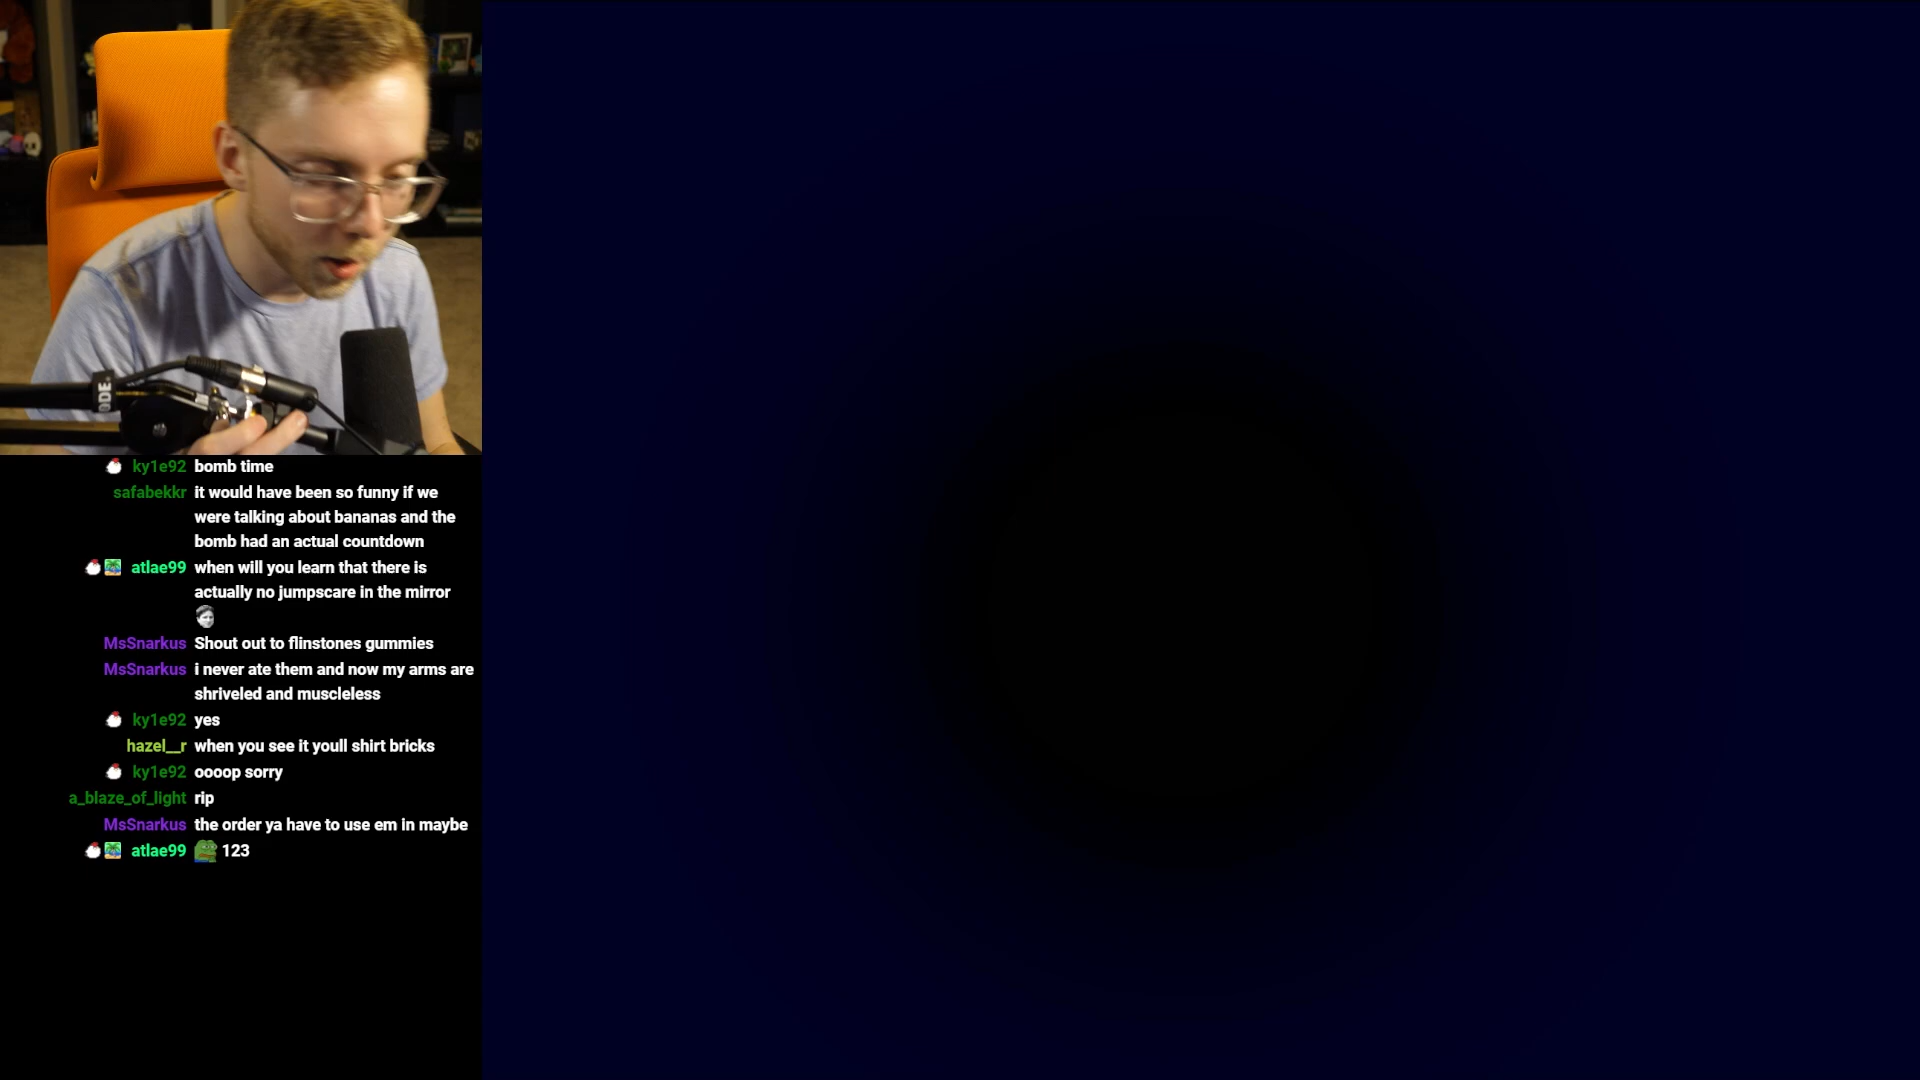 ODE
ky1e92 bomb time
safabekkr it would have been so funny if we
were talking about bananas and the
bomb had an actual countdown
atlae99 when will you learn that there is
actually no jumpscare in the mirror
MsSnarkus Shout out to flinstones gummies
MsSnarkus i never ate them and now my arms are
shriveled and muscleless
ky1e92 yes
hazel__r when you see it youll shirt bricks
ky1e92 oooop sorry
a_blaze_of_light rip
MsSnarkus the order ya have to use em in maybe
atlae99 123